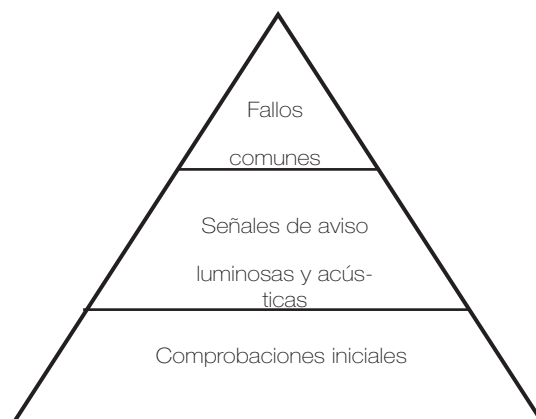 Fallos
comunes
Señales de aviso
luminosas y acús-
ticas
Comprobaciones iniciales